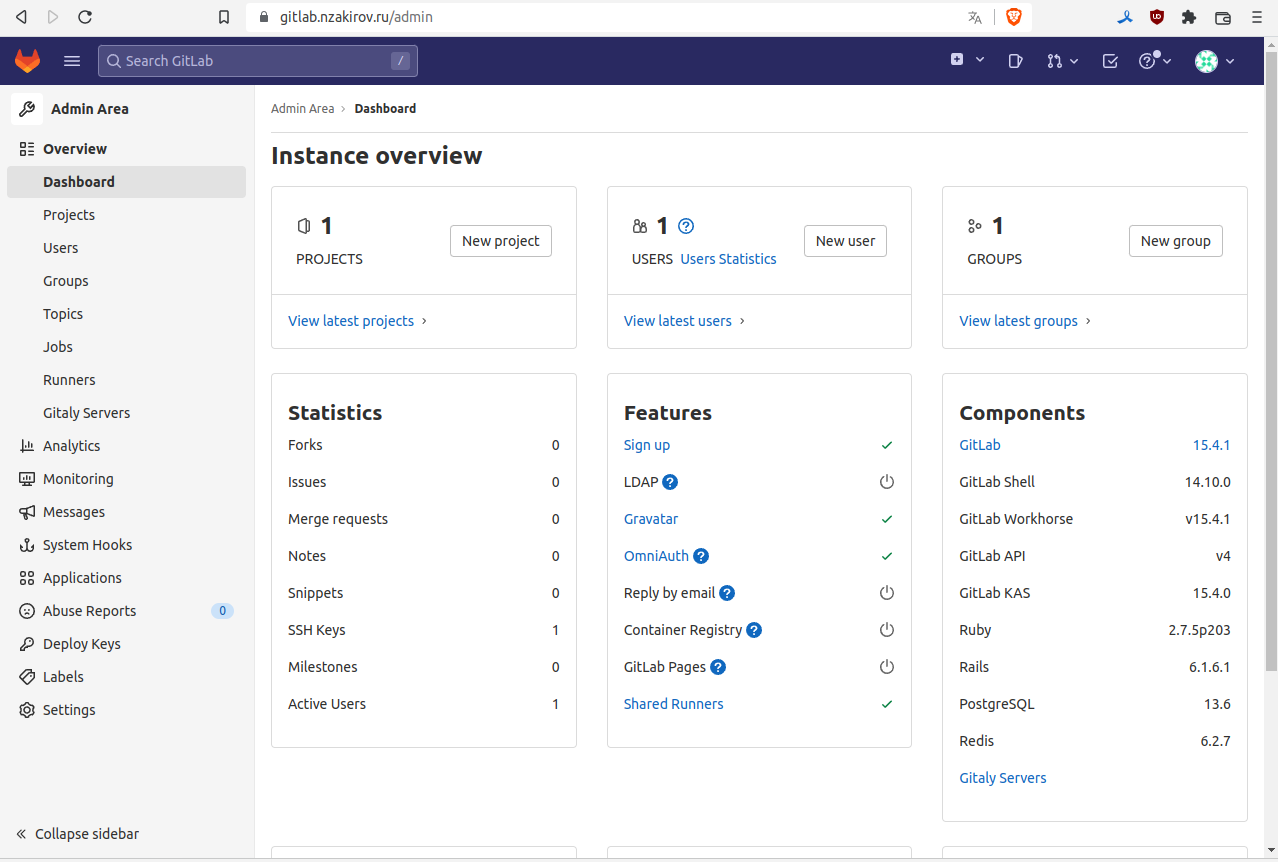 gitlab.nzakirov.ru/admin
Search GitLab /
Admin Area
Overview
Dashboard
Projects
Users
Groups
Topics
Jobs
Runners
Gitaly Servers
Analytics
Monitoring
Messages
System Hooks
Applications
Abuse Reports 0
Deploy Keys
Labels
Settings
Collapse sidebar
Admin Area › Dashboard
Instance overview
1
PROJECTS
New project
View latest projects ›
1
USERS Users Statistics
New user
View latest users ›
1
GROUPS
New group
View latest groups ›
Statistics
Forks 0
Issues 0
Merge requests 0
Notes 0
Snippets 0
SSH Keys 1
Milestones 0
Active Users 1
Features
Sign up
LDAP ?
Gravatar
OmniAuth ?
Reply by email ?
Container Registry ?
GitLab Pages ?
Shared Runners
Components
GitLab 15.4.1
GitLab Shell 14.10.0
GitLab Workhorse v15.4.1
GitLab API v4
GitLab KAS 15.4.0
Ruby 2.7.5p203
Rails 6.1.6.1
PostgreSQL 13.6
Redis 6.2.7
Gitaly Servers